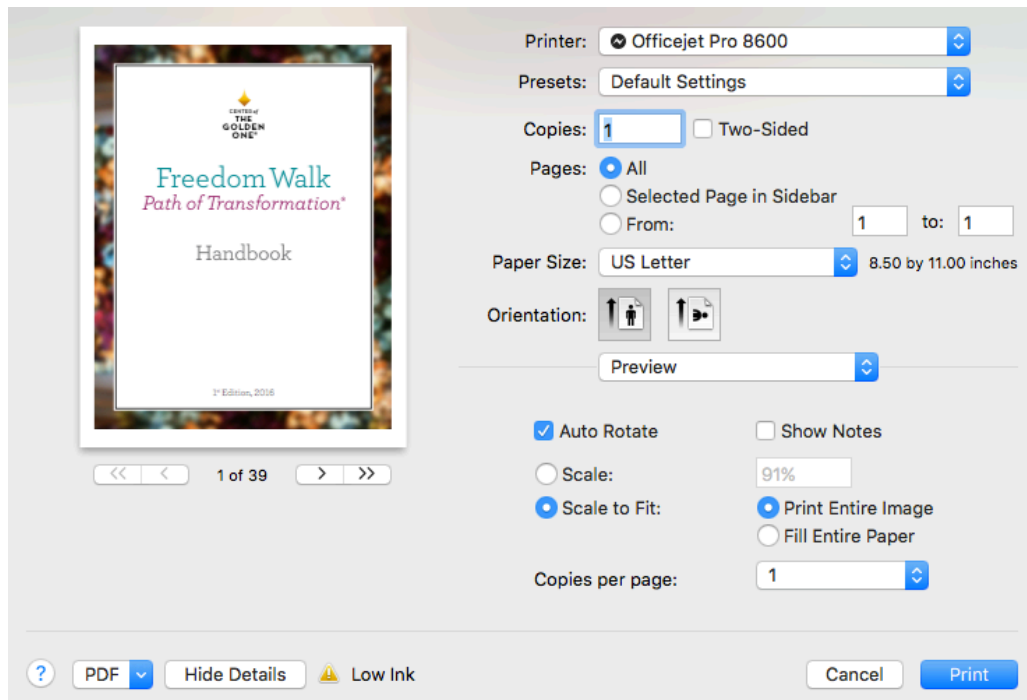 Printer: Officejet Pro 8600
Presets: Default Settings
Copies: 1 Two-Sided
Pages: All
Selected Page in Sidebar
From: 1 to: 1
Paper Size: US Letter 8.50 by 11.00 inches
Orientation:
Preview
Auto Rotate Show Notes
Scale: 91%
Scale to Fit: Print Entire Image
Fill Entire Paper
Copies per page: 1
CENTER of
THE
GOLDEN
ONE®
Freedom Walk
Path of Transformation®
Handbook
1st Edition, 2016
<< < 1 of 39 > >>
? PDF Hide Details Low Ink Cancel Print